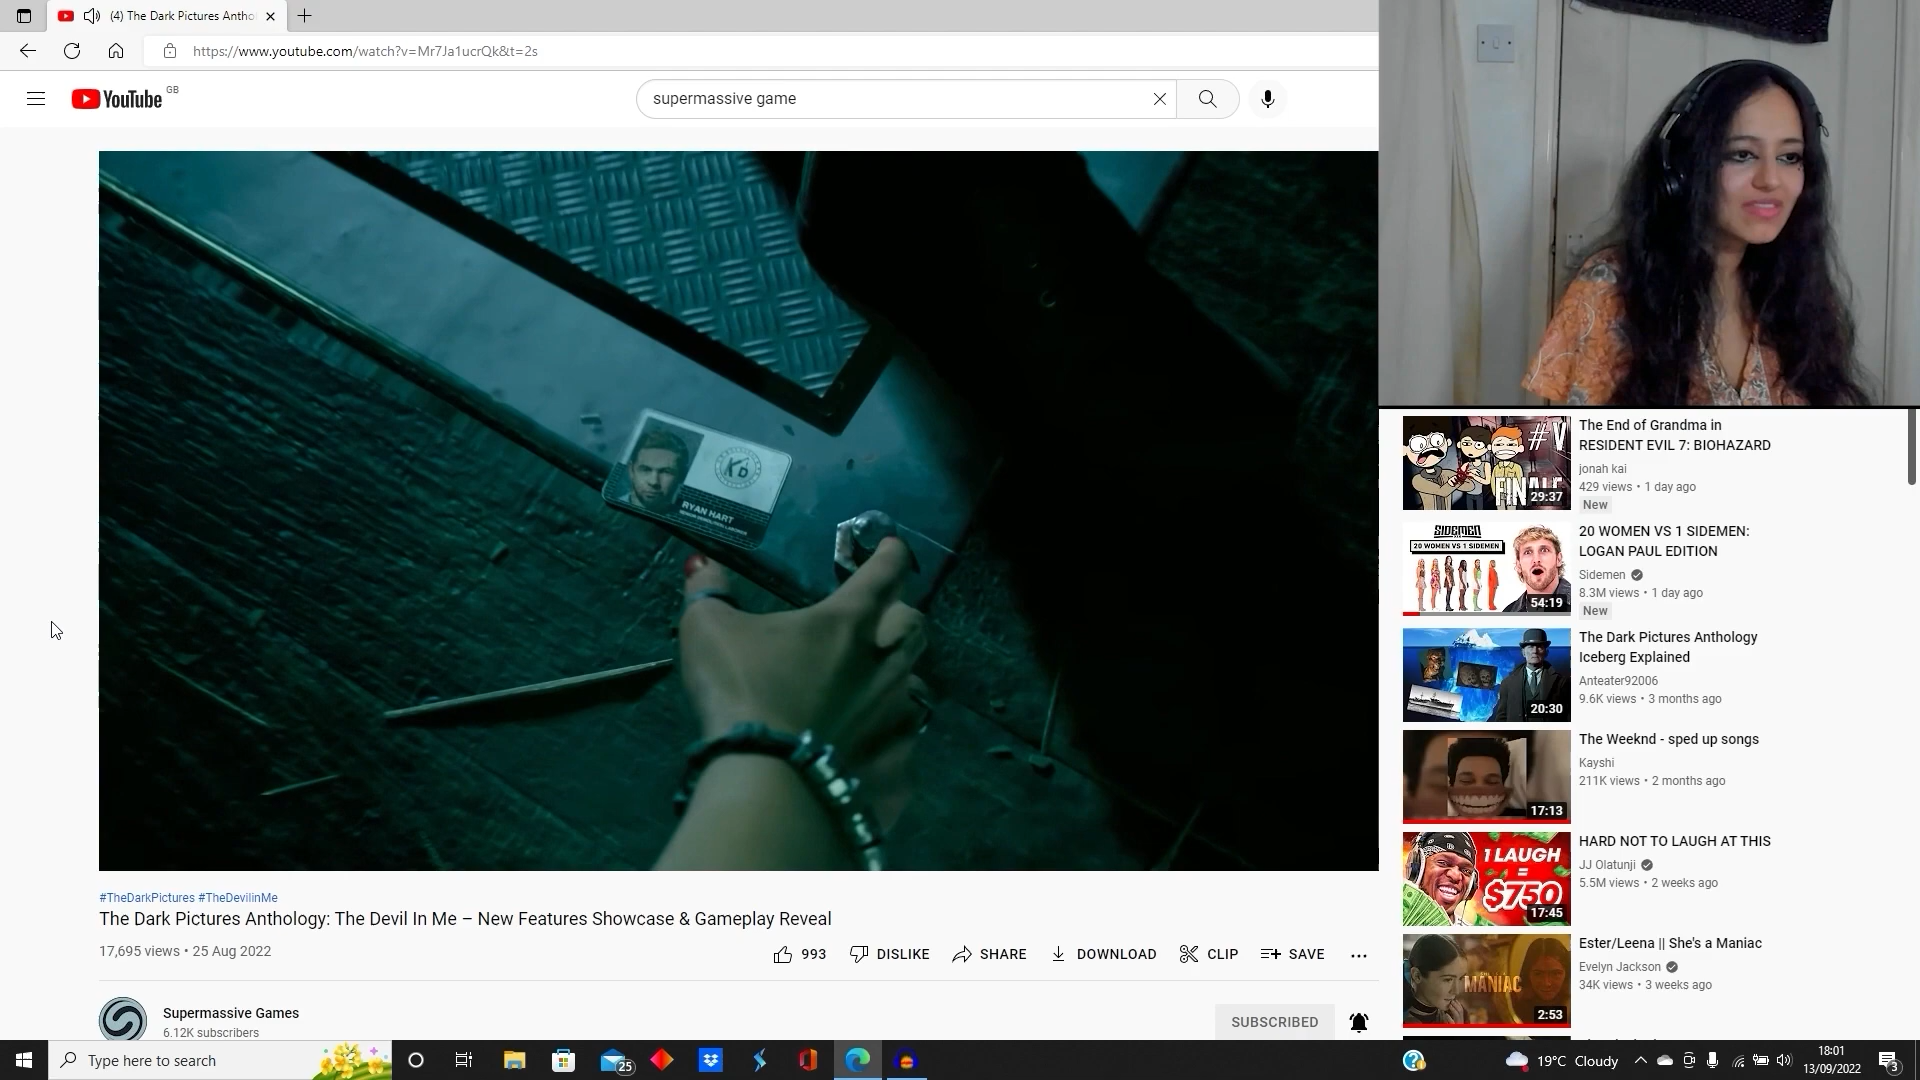 (4) The Dark Pictures Antho
https://www.youtube.com/watch?v=Mr7Ja1ucrQk&t=2s
YouTube GB
supermassive game
KD
RYAN HART
#TheDarkPictures #TheDevilinMe
The Dark Pictures Anthology: The Devil In Me – New Features Showcase & Gameplay Reveal
17,695 views • 25 Aug 2022
993
DISLIKE
SHARE
DOWNLOAD
CLIP
SAVE
Supermassive Games
6.12K subscribers
SUBSCRIBED
#V
FINALE
29:37
The End of Grandma in
RESIDENT EVIL 7: BIOHAZARD
jonah kai
429 views • 1 day ago
New
SIDEMEN
20 WOMEN VS 1 SIDEMEN
54:19
20 WOMEN VS 1 SIDEMEN:
LOGAN PAUL EDITION
Sidemen
8.3M views • 1 day ago
New
20:30
The Dark Pictures Anthology
Iceberg Explained
Anteater92006
9.6K views • 3 months ago
17:13
The Weeknd - sped up songs
Kayshi
211K views • 2 months ago
1 LAUGH
=
$750
17:45
HARD NOT TO LAUGH AT THIS
JJ Olatunji
5.5M views • 2 weeks ago
MANIAC
2:53
Ester/Leena || She's a Maniac
Evelyn Jackson
34K views • 3 weeks ago
Type here to search
25
19°C Cloudy
18:01
13/09/2022
3